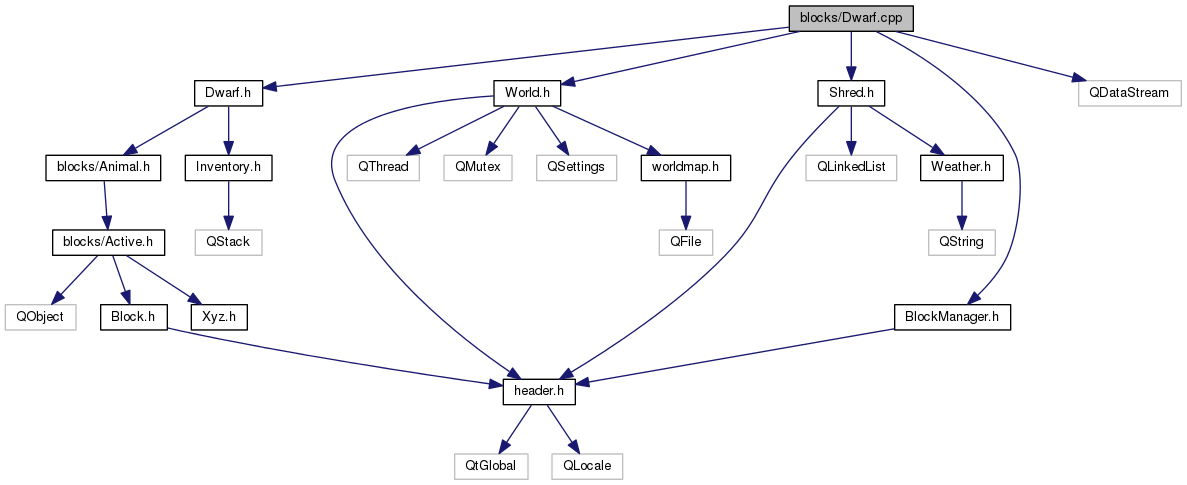 blocks/Dwarf.cpp
Dwarf.h
World.h
Shred.h
QDataStream
blocks/Animal.h
Inventory.h
QThread
QMutex
QSettings
worldmap.h
QLinkedList
Weather.h
blocks/Active.h
QStack
QFile
QString
QObject
Block.h
Xyz.h
BlockManager.h
header.h
QtGlobal
QLocale